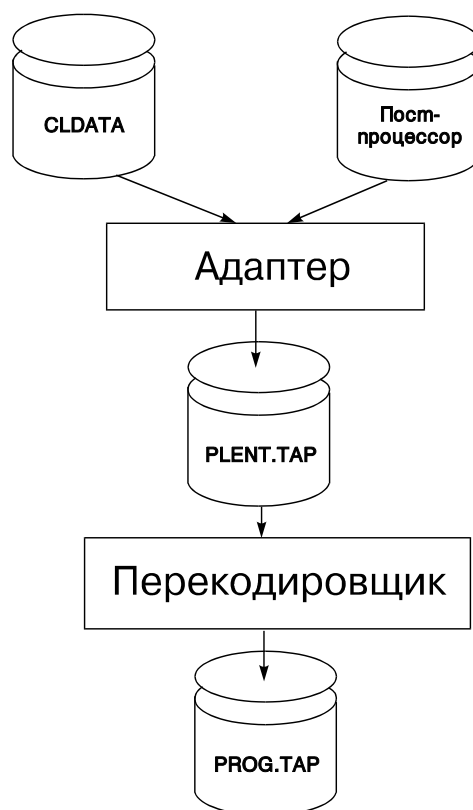 CLDATA
Пост-
процессор
Адаптер
PLENT.TAP
Перекодировщик
PROG.TAP